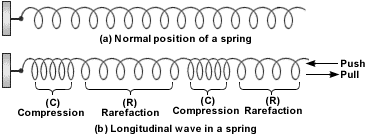 (a) Normal position of a spring
Push
Pull
(C) (R) (C) (R)
Compression Rarefaction Compression Rarefaction
(b) Longitudinal wave in a spring